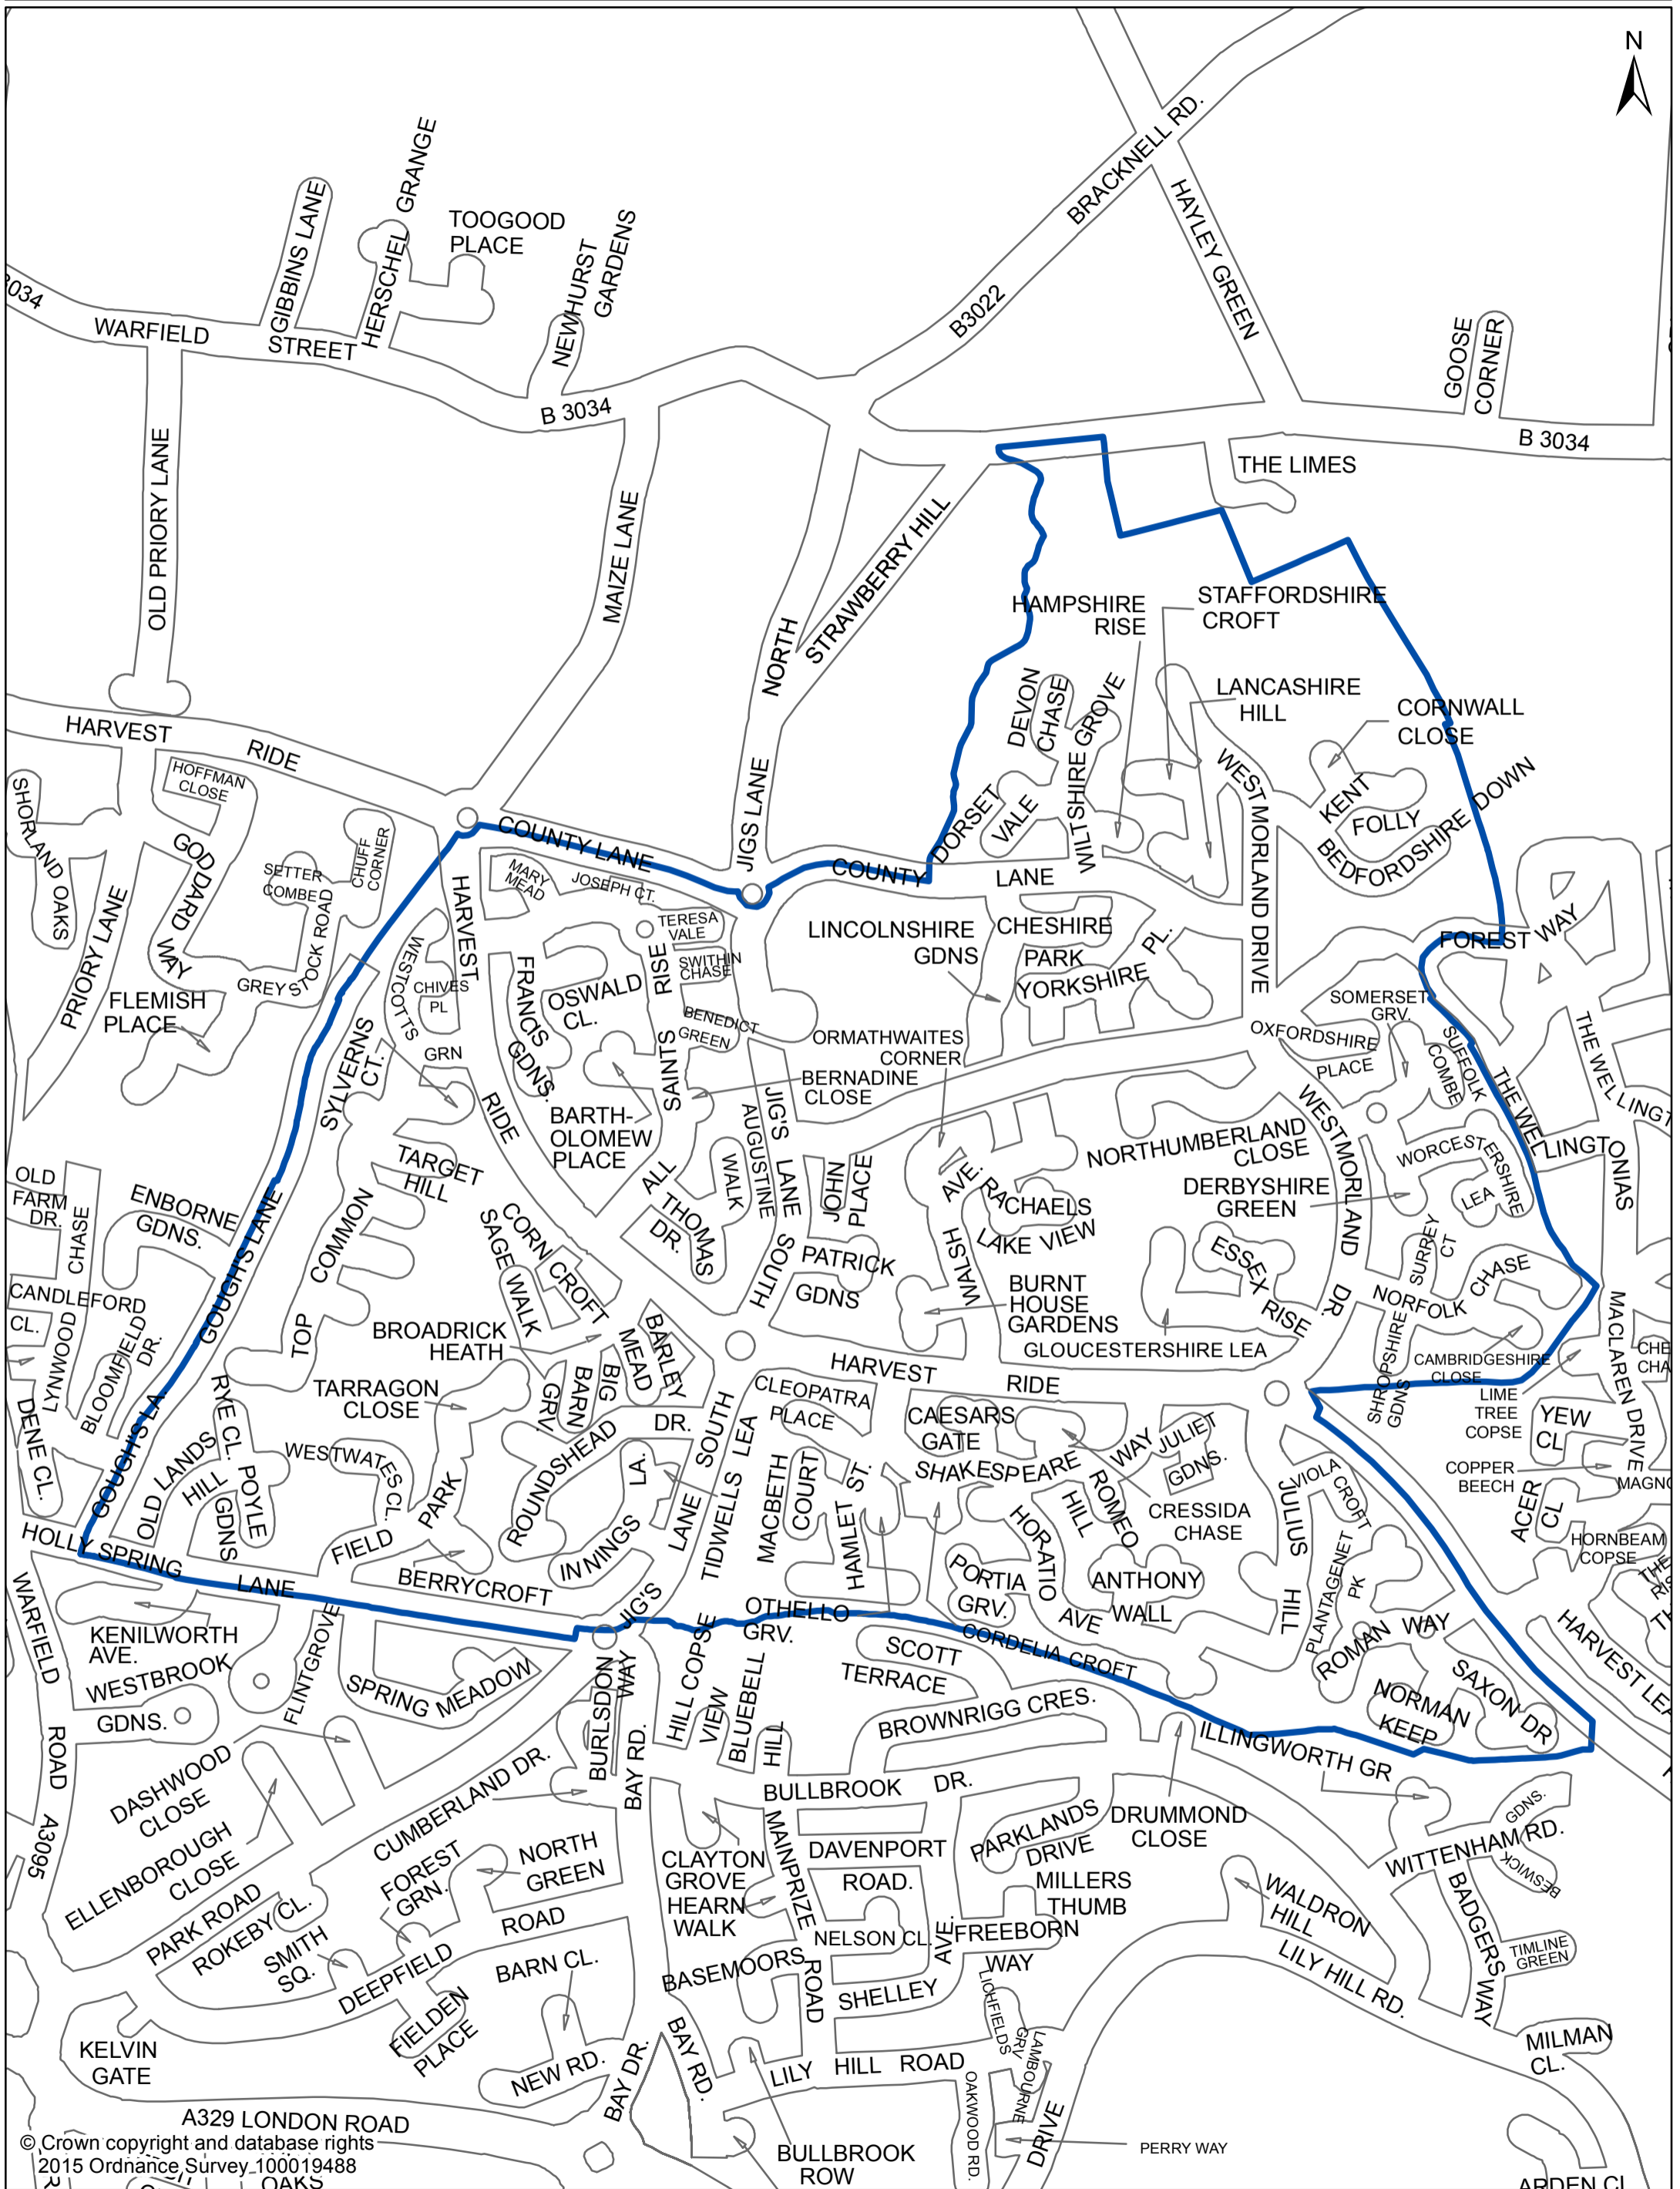 N
BRACKNELL RD.
HAYLEY GREEN
B3022
GRANGE
HERSCHEL
GIBBINS LANE
TOOGOOD
PLACE
NEWHURST
GARDENS
3034
WARFIELD
STREET
B 3034
GOOSE
CORNER
B 3034
THE LIMES
OLD PRIORY LANE
MAIZE LANE
STRAWBERRY HILL
NORTH
JIGS LANE
HAMPSHIRE
RISE
STAFFORDSHIRE
CROFT
LANCASHIRE
HILL
CORNWALL
CLOSE
DEVON
CHASE
WILTSHIRE GROVE
DORSET
VALE
WESTMORLAND DRIVE
KENT
FOLLY
BEDFORDSHIRE DOWN
HARVEST
RIDE
HOFFMAN
CLOSE
SHORLAND OAKS
GODDARD
WAY
SETTER
COMBE
CHUFF
CORNER
COUNTY LANE
COUNTY
LANE
MARY
MEAD
JOSEPH CT.
TERESA
VALE
SWITHIN
CHASE
BENEDICT
GREEN
PRIORY LANE
GREYSTOCK ROAD
FLEMISH
PLACE
HARVEST
RIDE
WESTCOTTS
GRN
CHIVES
PL
FRANCIS
GDNS.
OSWALD
CL.
ALL
SAINTS
RISE
LINCOLNSHIRE
GDNS
CHESHIRE
PARK
YORKSHIRE
PL.
FOREST WAY
SOMERSET
GRV.
SUFFOLK
COMBE
OXFORDSHIRE
PLACE
THE WELLINGTONIAS
THE WELLINGT
ORMATHWAITES
CORNER
BERNADINE
CLOSE
SYLVERNS
CT.
BARTH-
OLOMEW
PLACE
AUGUSTINE
WALK
JIG'S
LANE
SOUTH
JOHN
PLACE
THOMAS
DR.
PATRICK
GDNS
NORTHUMBERLAND
CLOSE
DERBYSHIRE
GREEN
WESTMORLAND
DR.
WORCESTERSHIRE
LEA
SURREY
CT
NORFOLK
CHASE
RACHAELS
LAKE VIEW
WALSH
AVE.
ESSEX
RISE
BURNT
HOUSE
GARDENS
GLOUCESTERSHIRE LEA
SHROPSHIRE
GDNS
CAMBRIDGESHIRE
CLOSE
LIME
TREE
COPSE
MACLAREN DRIVE
CHE
CHA
OLD
FARM
DR.
ENBORNE
GDNS.
LYNWOOD CHASE
CANDLEFORD
CL.
BLOOMFIELD
DR.
DENE CL.
GOUGH'S LANE
GOUGH'S LA.
TOP COMMON
TARGET
HILL
CORN CROFT
SAGE WALK
BROADRICK
HEATH
BARLEY
MEAD
BIG
BARN
GRV.
TARRAGON
CLOSE
RYE CL.
OLD LANDS
HILL
POYLE
GDNS
WESTWATES CL.
PARK
FIELD
ROUNDSHEAD
DR.
INNINGS
LA.
BERRYCROFT
JIG'S
LANE
SOUTH
TIDWELLS LEA
HARVEST
RIDE
CLEOPATRA
PLACE
CAESARS
GATE
SHAKESPEARE
WAY
JULIET
GDNS.
MACBETH
COURT
HAMLET ST.
ROMEO
HILL
HORATIO
AVE
CRESSIDA
CHASE
PORTIA
GRV.
ANTHONY
WALL
JULIUS
HILL
VIOLA
CROFT
PLANTAGENET
PK
ROMAN WAY
SAXON DR
NORMAN
KEEP
YEW
CL
COPPER
BEECH
MAGNO
ACER
CL
HORNBEAM
COPSE
THE
RIS
TH
HARVEST LEA
HOLLY SPRING
LANE
WARFIELD
ROAD
A3095
KENILWORTH
AVE.
WESTBROOK
GDNS.
FLINTGROVE
SPRING MEADOW
OTHELLO
GRV.
CORDELIA CROFT
SCOTT
TERRACE
BROWNRIGG CRES.
ILLINGWORTH GR
HILL COPSE
VIEW
BLUEBELL
HILL
BURLSDON
WAY
BAY RD.
DASHWOOD
CLOSE
ELLENBOROUGH
CLOSE
CUMBERLAND DR.
BULLBROOK
DR.
DRUMMOND
CLOSE
PARKLANDS
DRIVE
MILLERS
THUMB
DAVENPORT
ROAD.
MAINPRIZE
ROAD
CLAYTON
GROVE
HEARN
WALK
FOREST
GRN.
NORTH
GREEN
PARK ROAD
ROKEBY CL.
SMITH
SQ.
DEEPFIELD
ROAD
BARN CL.
FIELDEN
PLACE
NEW RD.
BASEMOORS
NELSON CL.
SHELLEY
AVE.
FREEBORN
WAY
WITTENHAM RD.
GDNS.
BESWICK
BADGERS
WAY
TIMLINE
GREEN
WALDRON
HILL
LILY HILL RD.
MILMAN
CL.
KELVIN
GATE
BAY DR.
BAY RD.
LILY HILL ROAD
LICHFIELDS
GRV
LAMBOURNE
OAKWOOD RD.
DRIVE
PERRY WAY
BULLBROOK
ROW
A329 LONDON ROAD
© Crown copyright and database rights
2015 Ordnance Survey 100019488
OAKS
ARDEN CL